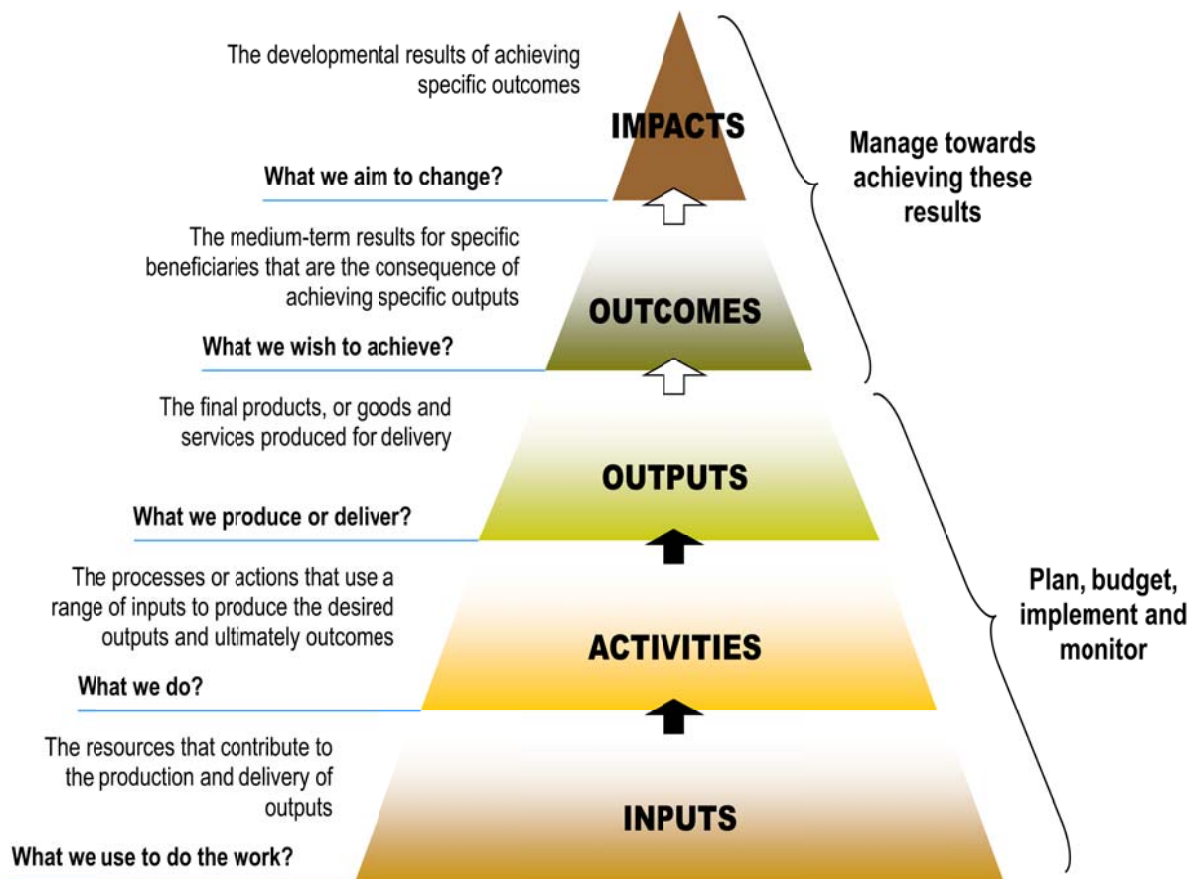 The developmental results of achieving
specific outcomes
IMPACTS
What we aim to change?
Manage towards
achieving these
results
The medium-term results for specific
beneficiaries that are the consequence of
achieving specific outputs
OUTCOMES
What we wish to achieve?
The final products, or goods and
services produced for delivery
OUTPUTS
What we produce or deliver?
The processes or actions that use a
range of inputs to produce the desired
outputs and ultimately outcomes
ACTIVITIES
What we do?
Plan, budget,
implement and
monitor
The resources that contribute to
the production and delivery of
outputs
INPUTS
What we use to do the work?